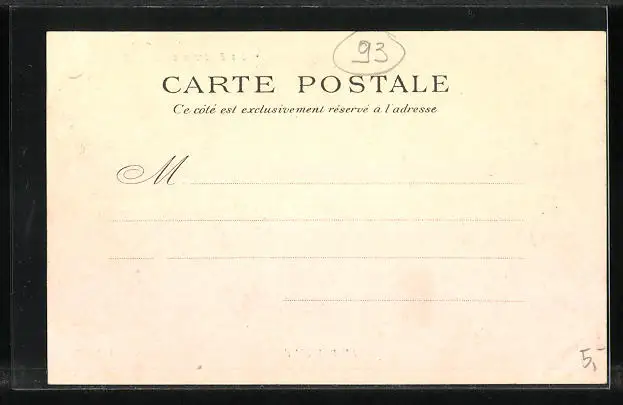 93
CARTE POSTALE
Ce côté est exclusivement réservé à l'adresse
M
5,-